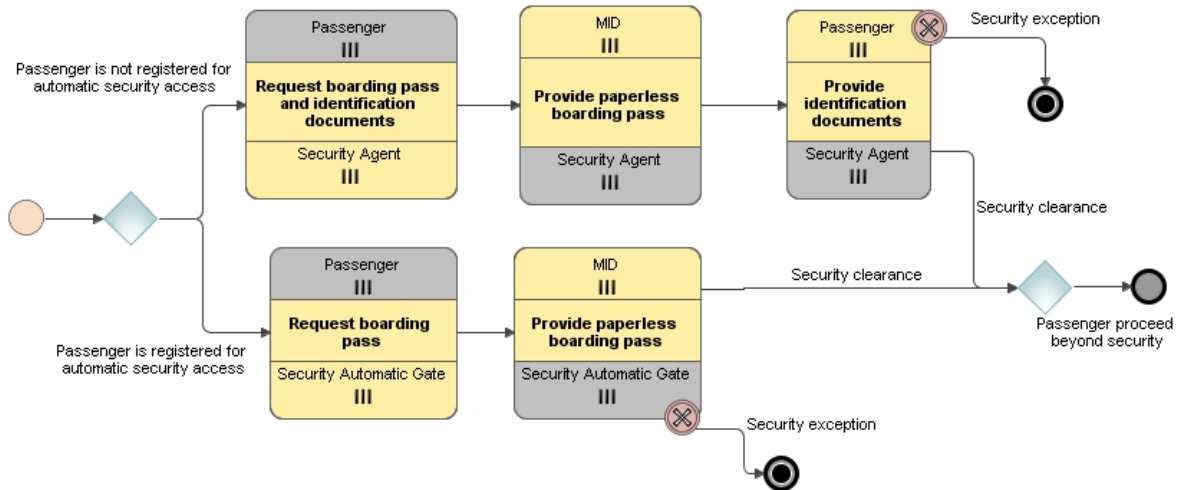 Passenger
MID
Passenger
Security exception
Passenger is not registered for
automatic security access
Request boarding pass
and identification
documents
Provide paperless
boarding pass
Provide
identification
documents
Security Agent
Security Agent
Security Agent
Security clearance
Passenger
MID
Security clearance
Request boarding
pass
Provide paperless
boarding pass
Passenger proceed
beyond security
Passenger is registered for
automatic security access
Security Automatic Gate
Security Automatic Gate
Security exception